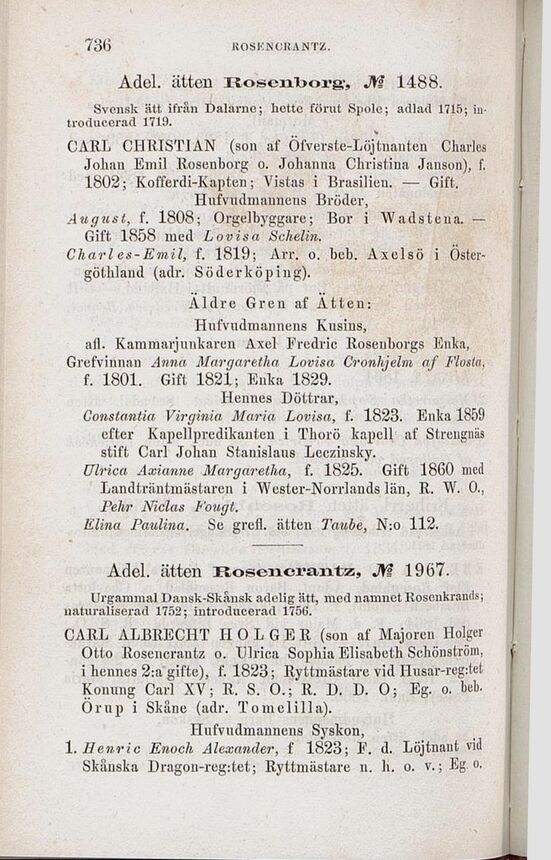 736
ROSENCRANTZ.
Adel. ätten Rosenborg, № 1488.
Svensk ätt ifrån Dalarne; hette förut Spole; adlad 1715; in-
troducerad 1719.
CARL CHRISTIAN (son af Öfverste-Löjtnanten Charles
Johan Emil Rosenborg o. Johanna Christina Janson), f.
1802; Kofferdi-Kapten; Vistas i Brasilien. — Gift.
Hufvudmannens Bröder,
August, f. 1808; Orgelbyggare; Bor i Wadstena. —
Gift 1858 med Lovisa Schelin.
Charles-Emil, f. 1819; Arr. o. beb. Axelsö i Öster-
göthland (adr. Söderköping).
Äldre Gren af Ätten:
Hufvudmannens Kusins,
afl. Kammarjunkaren Axel Fredric Rosenborgs Enka,
Grefvinnan Anna Margaretha Lovisa Cronhjelm af Flosta,
f. 1801. Gift 1821; Enka 1829.
Hennes Döttrar,
Constantia Virginia Maria Lovisa, f. 1823. Enka 1859
efter Kapellpredikanten i Thorö kapell af Strengnäs
stift Carl Johan Stanislaus Leczinsky.
Ulrica Axianne Margaretha, f. 1825. Gift 1860 med
Landträntmästaren i Wester-Norrlands län, R. W. O.,
Pehr Niclas Fougt.
Elina Paulina. Se grefl. ätten Taube, N:o 112.
Adel. ätten Rosencrantz, № 1967.
Urgammal Dansk-Skånsk adelig ätt, med namnet Rosenkrands;
naturaliserad 1752; introducerad 1756.
CARL ALBRECHT HOLGER (son af Majoren Holger
Otto Rosencrantz o. Ulrica Sophia Elisabeth Schönström,
i hennes 2:a gifte), f. 1823; Ryttmästare vid Husar-reg:tet
Konung Carl XV; R. S. O.; R. D. D. O; Eg. o. beb.
Örup i Skåne (adr. Tomelilla).
Hufvudmannens Syskon,
1. Henric Enoch Alexander, f 1823; F. d. Löjtnant vid
Skånska Dragon-reg:tet; Ryttmästare n. h. o. v.; Eg. o.